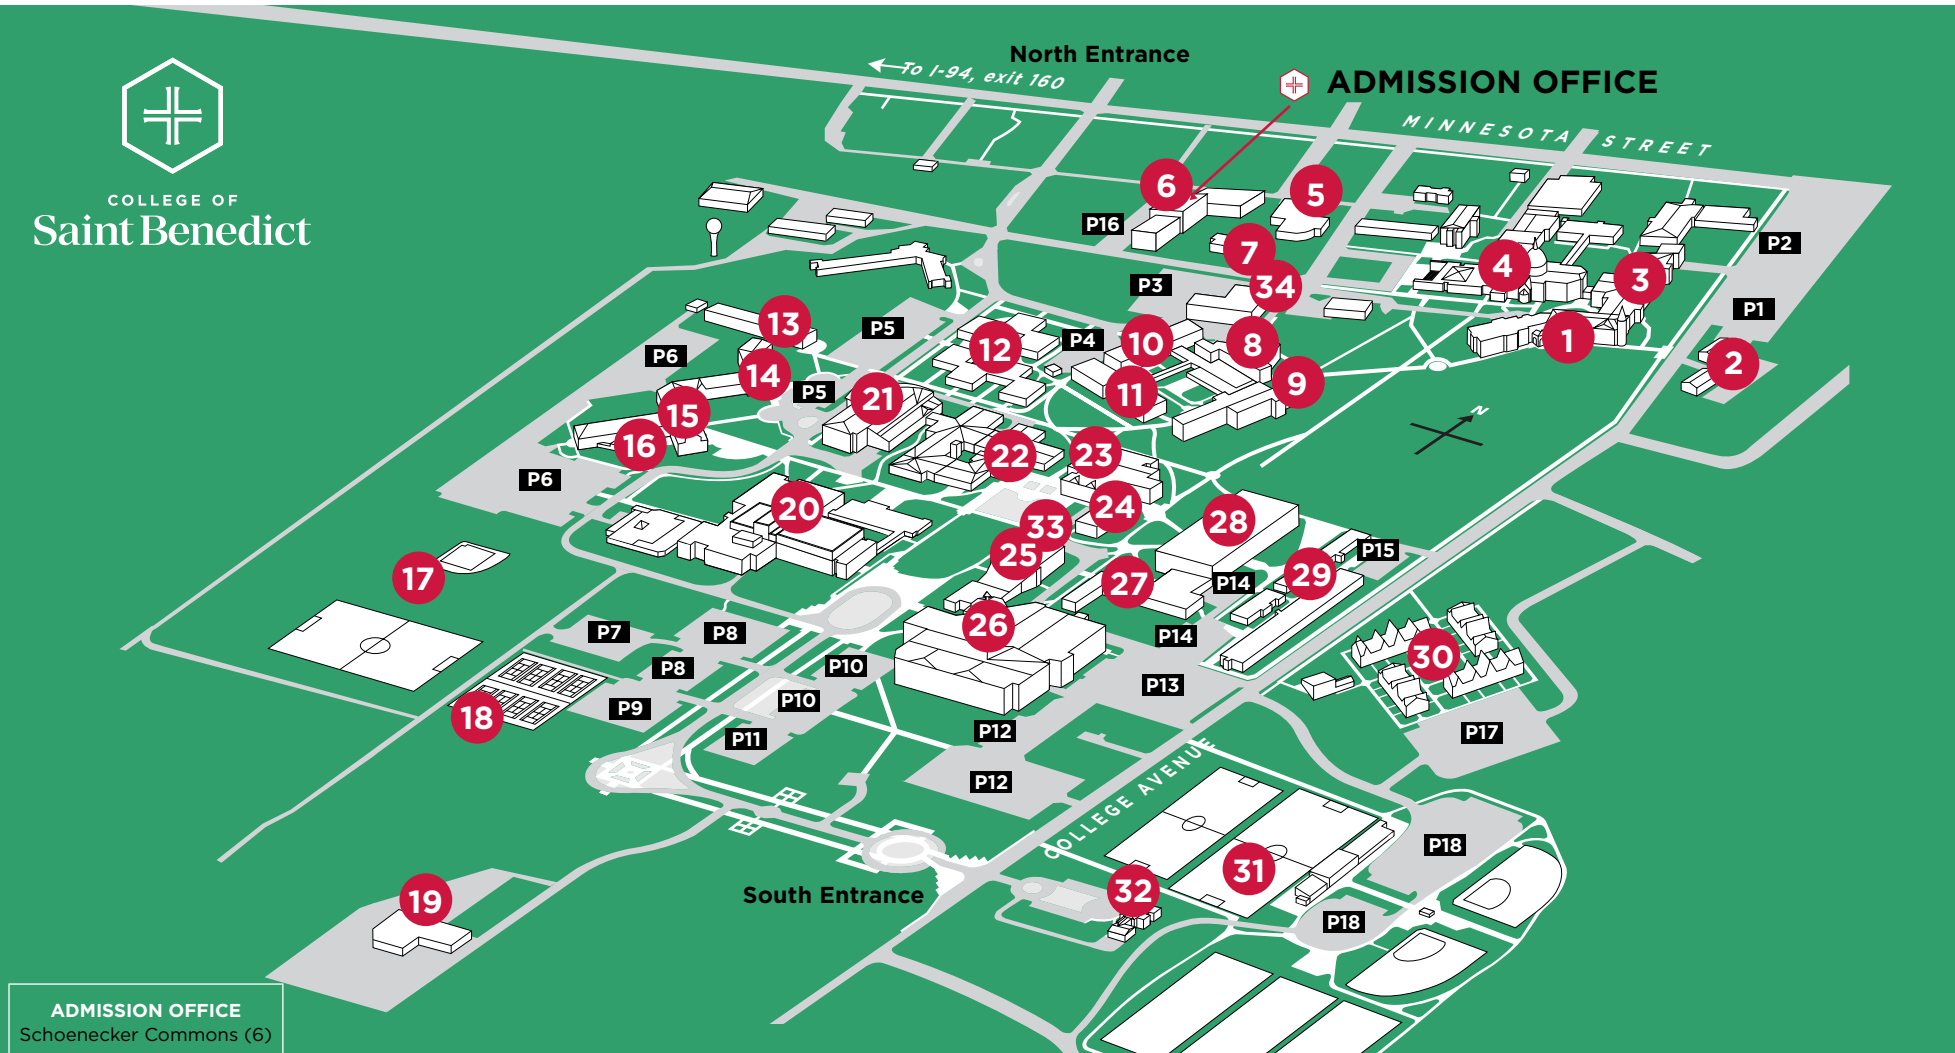 North Entrance
To I-94, exit 160
ADMISSION OFFICE
MINNESOTA STREET
COLLEGE OF
Saint Benedict
6
5
P16
7
4
P2
3
34
P3
P1
13
P5
12
P4
10
8
1
P6
14
P5
9
2
21
11
15
16
22
23
N
P6
20
24
28
33
25
P15
17
27
P14
29
P7
P8
26
P14
30
P8
P10
P13
18
P9
P10
P11
P12
P17
P12
COLLEGE AVENUE
31
P18
32
South Entrance
19
P18
ADMISSION OFFICE
Schoenecker Commons (6)